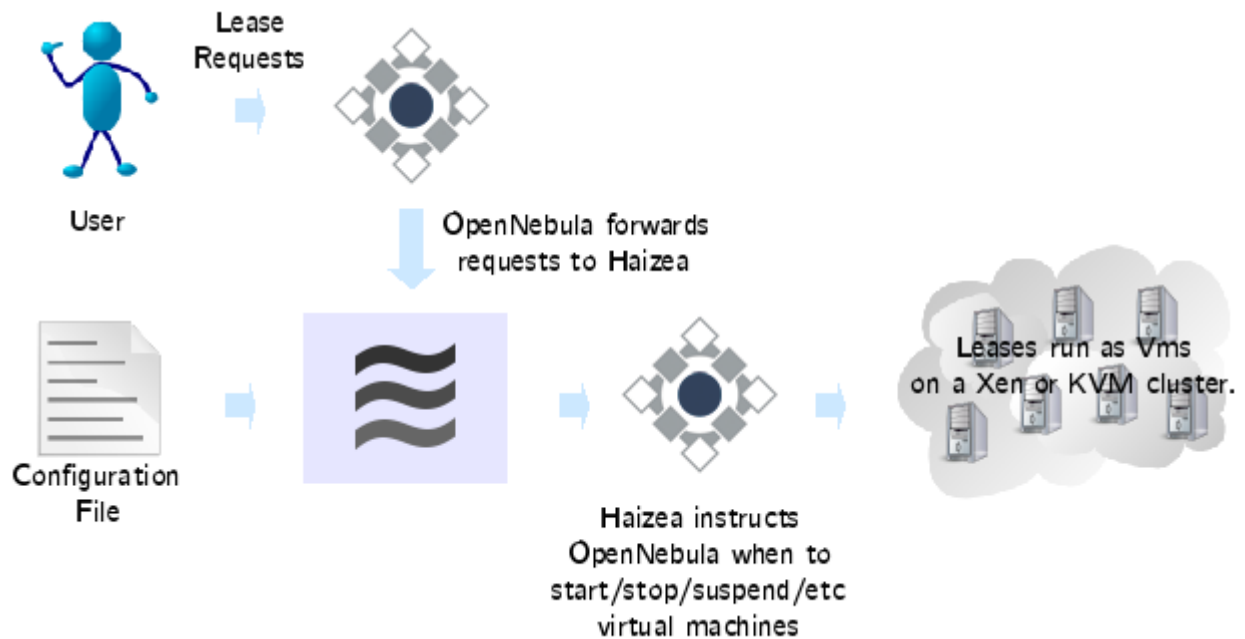 Lease
Requests
User
OpenNebula forwards
requests to Haizea
Leases run as Vms
on a Xen or KVM cluster.
Configuration
File
Haizea instructs
OpenNebula when to
start/stop/suspend/etc
virtual machines